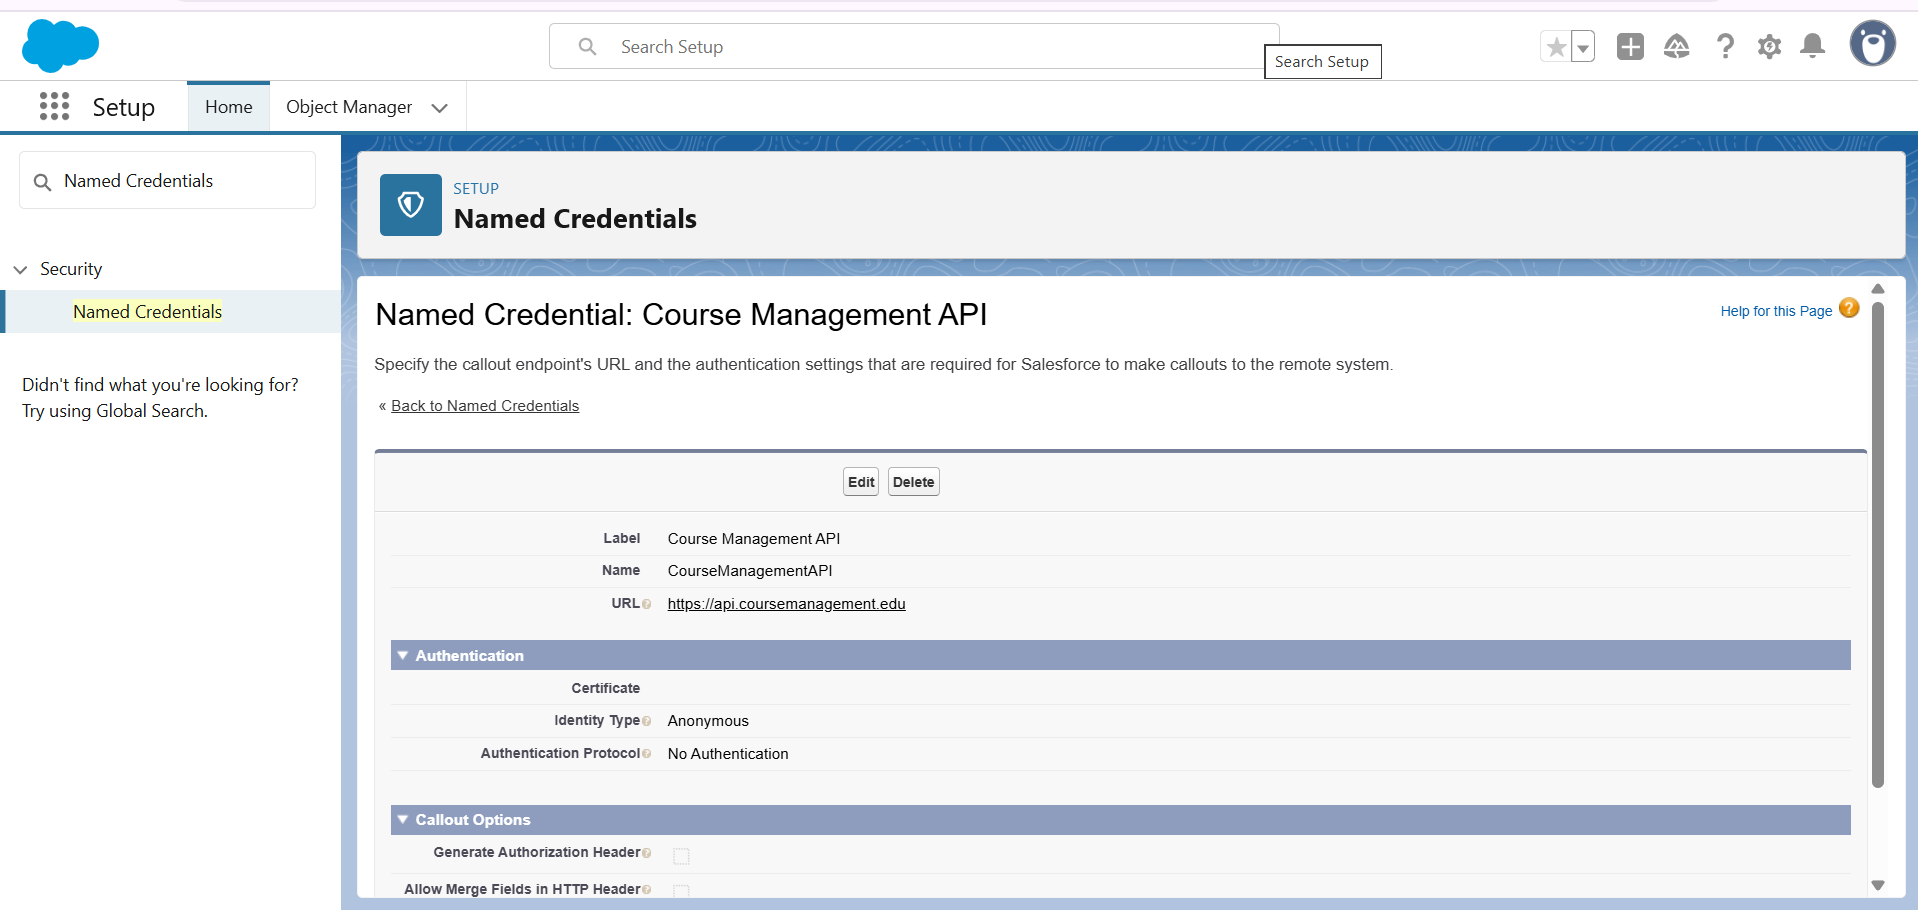 Search Setup
Search Setup
Setup
Home
Object Manager
Named Credentials
Security
Named Credentials
Didn't find what you're looking for?
Try using Global Search.
SETUP
Named Credentials
Named Credential: Course Management API
Help for this Page ?
Specify the callout endpoint's URL and the authentication settings that are required for Salesforce to make callouts to the remote system.
« Back to Named Credentials
Edit Delete
Label Course Management API
Name CourseManagementAPI
URL ? https://api.coursemanagement.edu
Authentication
Certificate
Identity Type ? Anonymous
Authentication Protocol ? No Authentication
Callout Options
Generate Authorization Header ?
Allow Merge Fields in HTTP Header ?